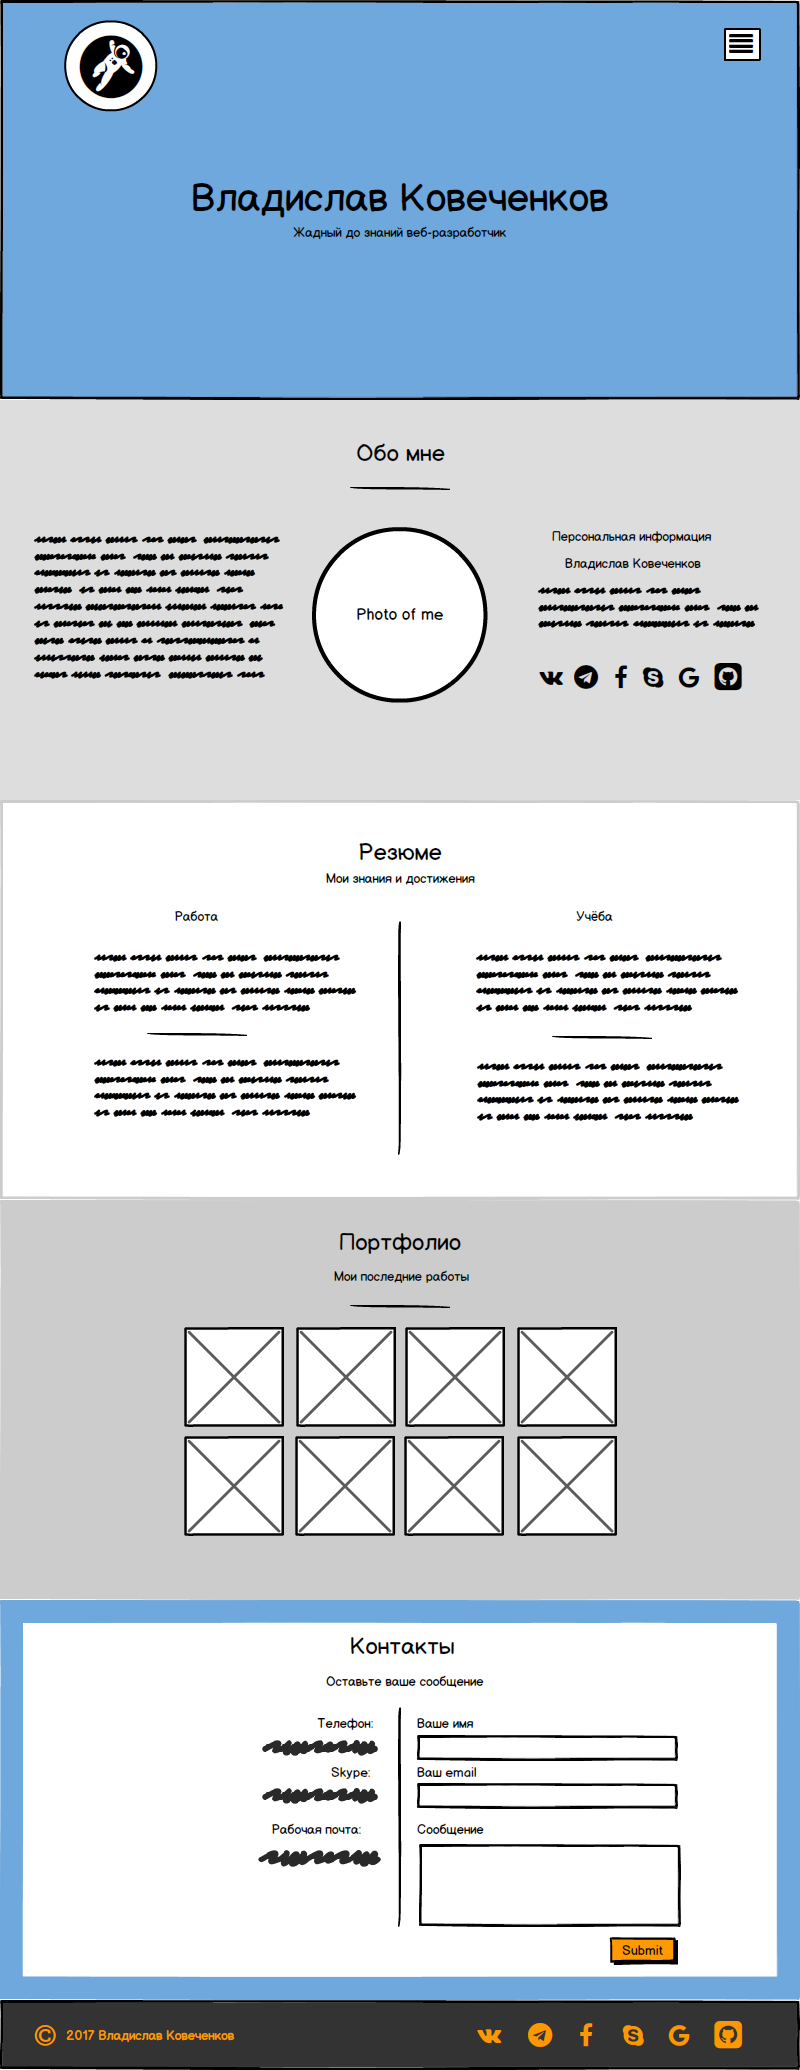 Владислав Ковеченков
Жадный до знаний веб-разработчик
Обо мне
Photo of me
Персональная информация
Владислав Ковеченков
Резюме
Мои знания и достижения
Работа
Учёба
Портфолио
Мои последние работы
Контакты
Оставьте ваше сообщение
Телефон:
Skype:
Рабочая почта:
Ваше имя
Ваш email
Сообщение
Submit
© 2017 Владислав Ковеченков